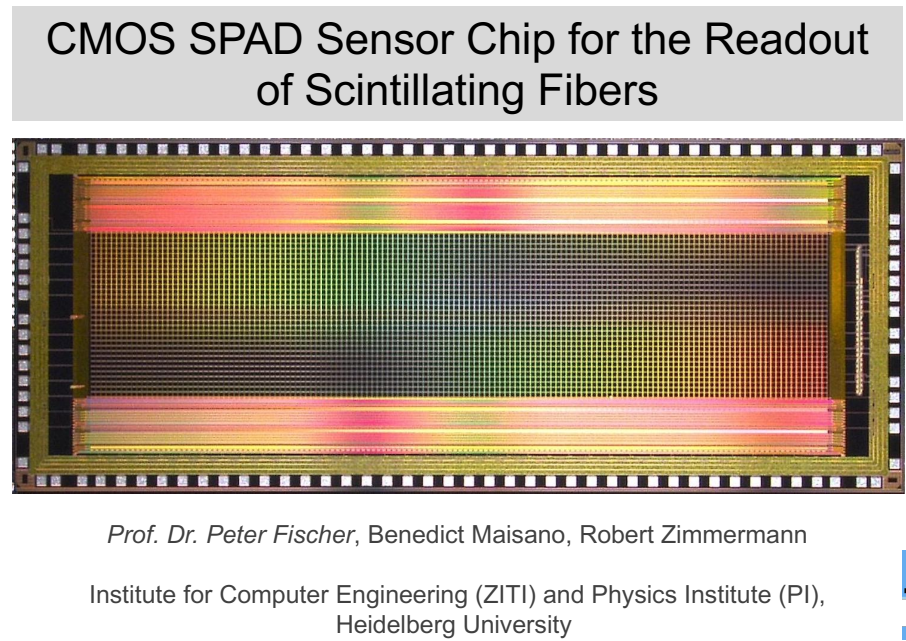 CMOS SPAD Sensor Chip for the Readout
of Scintillating Fibers
Prof. Dr. Peter Fischer, Benedict Maisano, Robert Zimmermann
Institute for Computer Engineering (ZITI) and Physics Institute (PI),
Heidelberg University